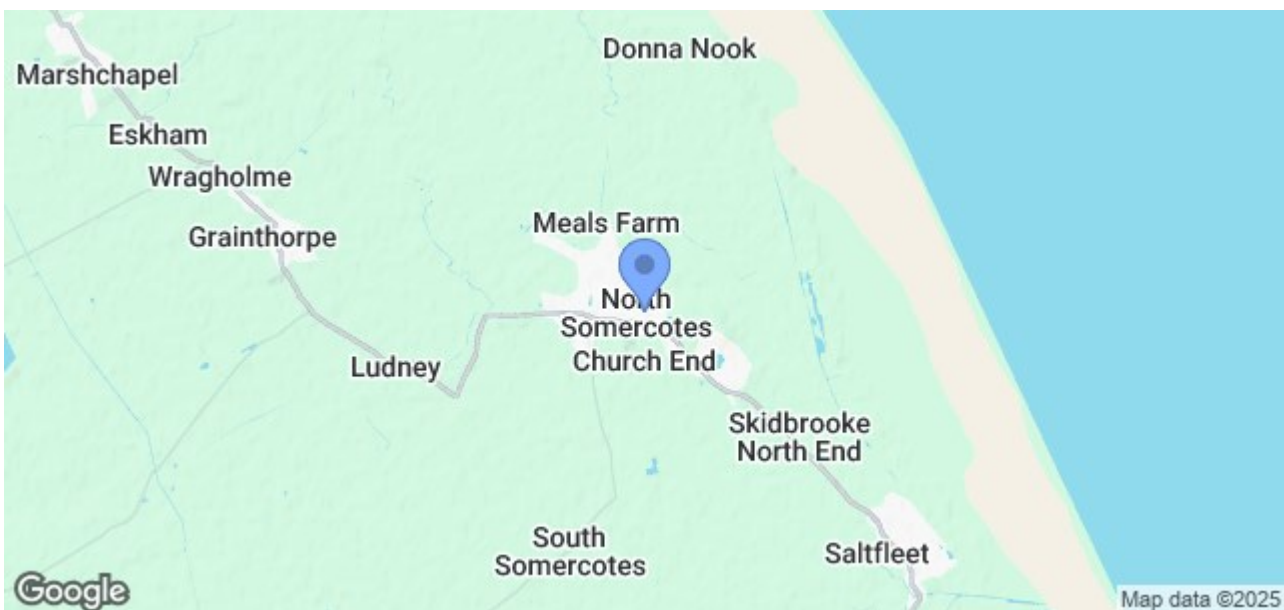 Donna Nook
Marshchapel
Eskham
Wragholme
Meals Farm
Grainthorpe
North
Somercotes
Church End
Ludney
Skidbrooke
North End
South
Somercotes
Saltfleet
Google
Map data ©2025